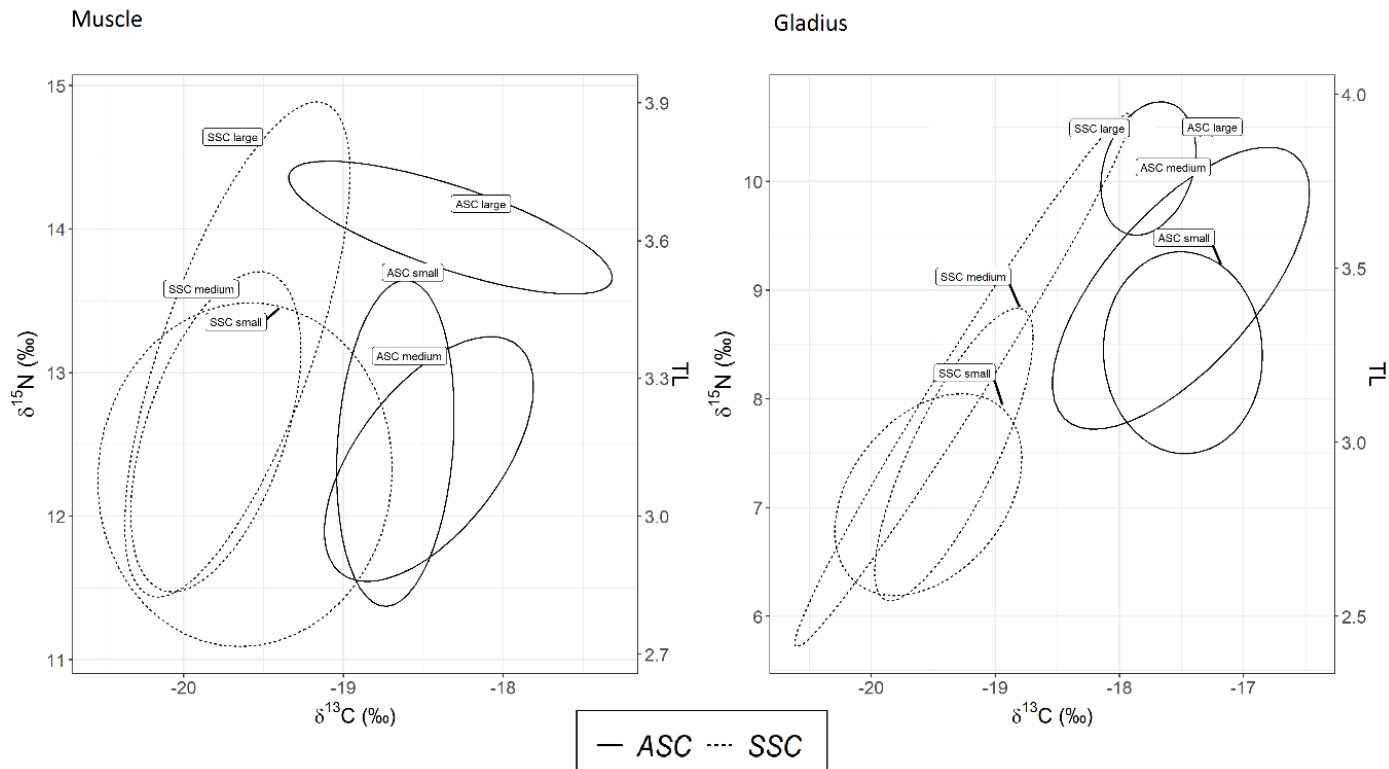 Muscle
Gladius
15
14
13
12
11
δ15N (‰)
3.9
3.6
3.3
3.0
2.7
TL
-20
-19
-18
δ13C (‰)
SSC large
ASC large
ASC small
SSC medium
SSC small
ASC medium
10
9
8
7
6
δ15N (‰)
4.0
3.5
3.0
2.5
TL
-20
-19
-18
-17
δ13C (‰)
SSC large
ASC large
ASC medium
ASC small
SSC medium
SSC small
ASC SSC